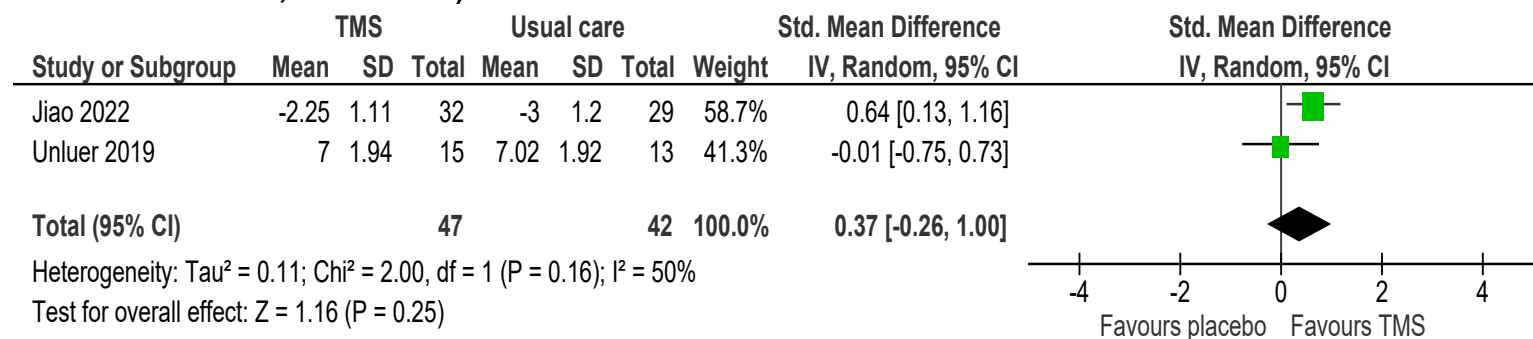 TMS Usual care Std. Mean Difference Std. Mean Difference
Study or Subgroup Mean SD Total Mean SD Total Weight IV, Random, 95% CI IV, Random, 95% CI
Jiao 2022 -2.25 1.11 32 -3 1.2 29 58.7% 0.64 [0.13, 1.16]
Unluer 2019 7 1.94 15 7.02 1.92 13 41.3% -0.01 [-0.75, 0.73]
Total (95% CI) 47 42 100.0% 0.37 [-0.26, 1.00]
Heterogeneity: Tau² = 0.11; Chi² = 2.00, df = 1 (P = 0.16); I² = 50%
Test for overall effect: Z = 1.16 (P = 0.25)
-4 -2 0 2 4
Favours placebo Favours TMS